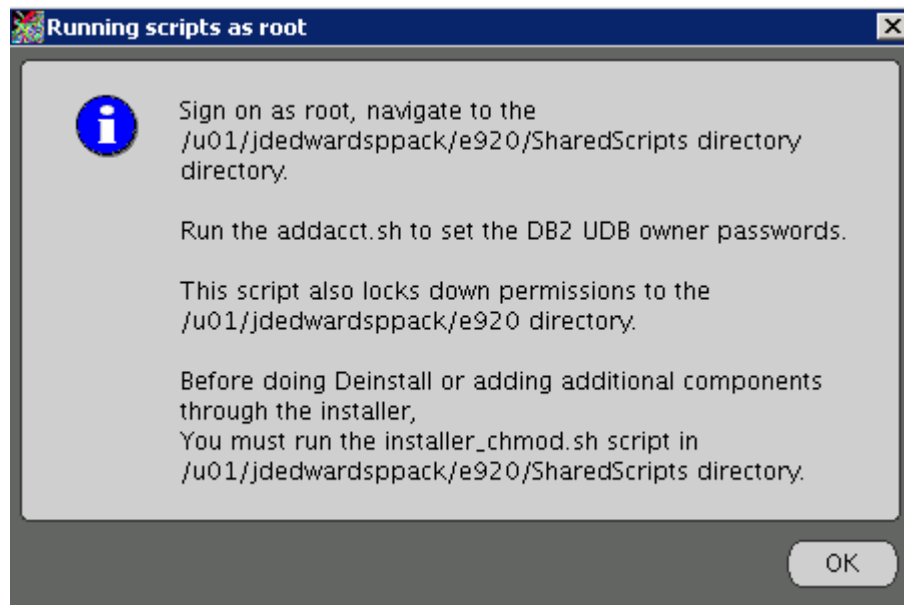 Running scripts as root
Sign on as root, navigate to the
/u01/jdedwardsppack/e920/SharedScripts directory
directory.
Run the addacct.sh to set the DB2 UDB owner passwords.
This script also locks down permissions to the
/u01/jdedwardsppack/e920 directory.
Before doing Deinstall or adding additional components
through the installer,
You must run the installer_chmod.sh script in
/u01/jdedwardsppack/e920/SharedScripts directory.
OK